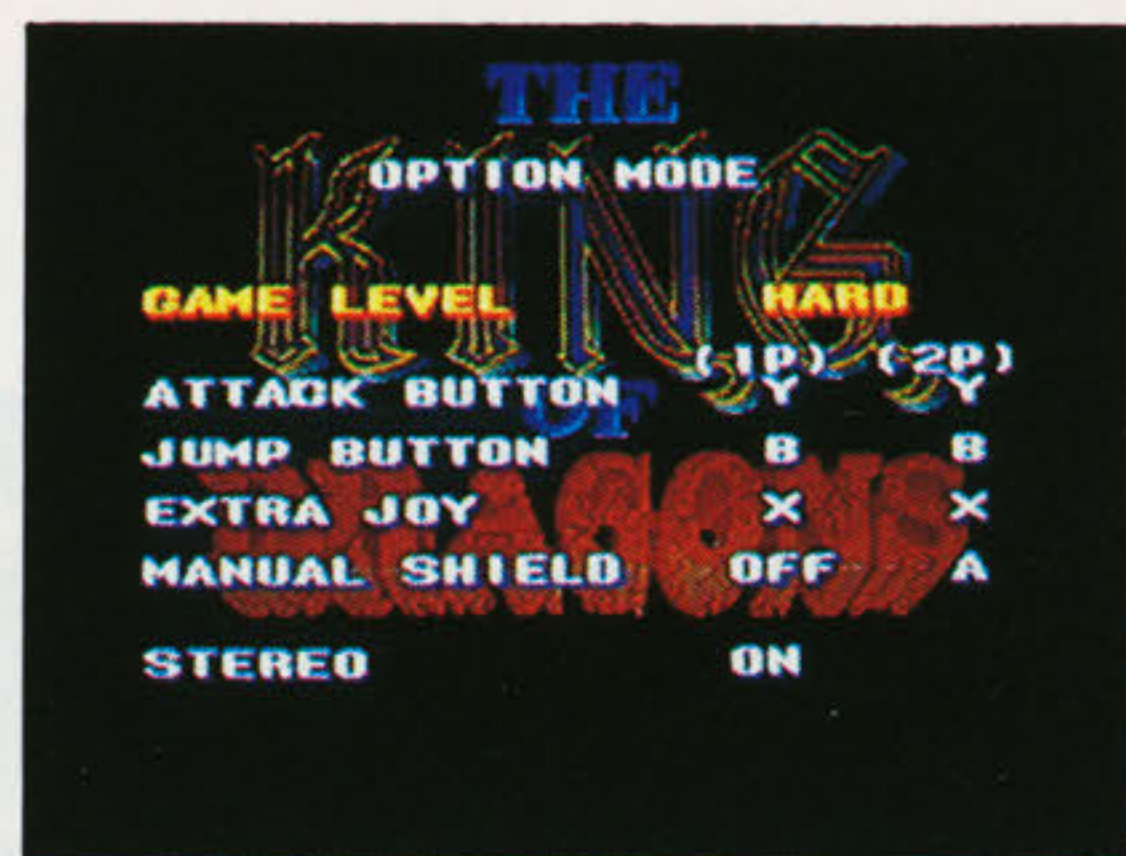 THE
KING
OPTION MODE
GAME LEVEL HARD
(1P) (2P)
ATTACK BUTTON Y Y
OF
JUMP BUTTON B B
DRAGONS
EXTRA JOY X X
MANUAL SHIELD OFF A
STEREO ON